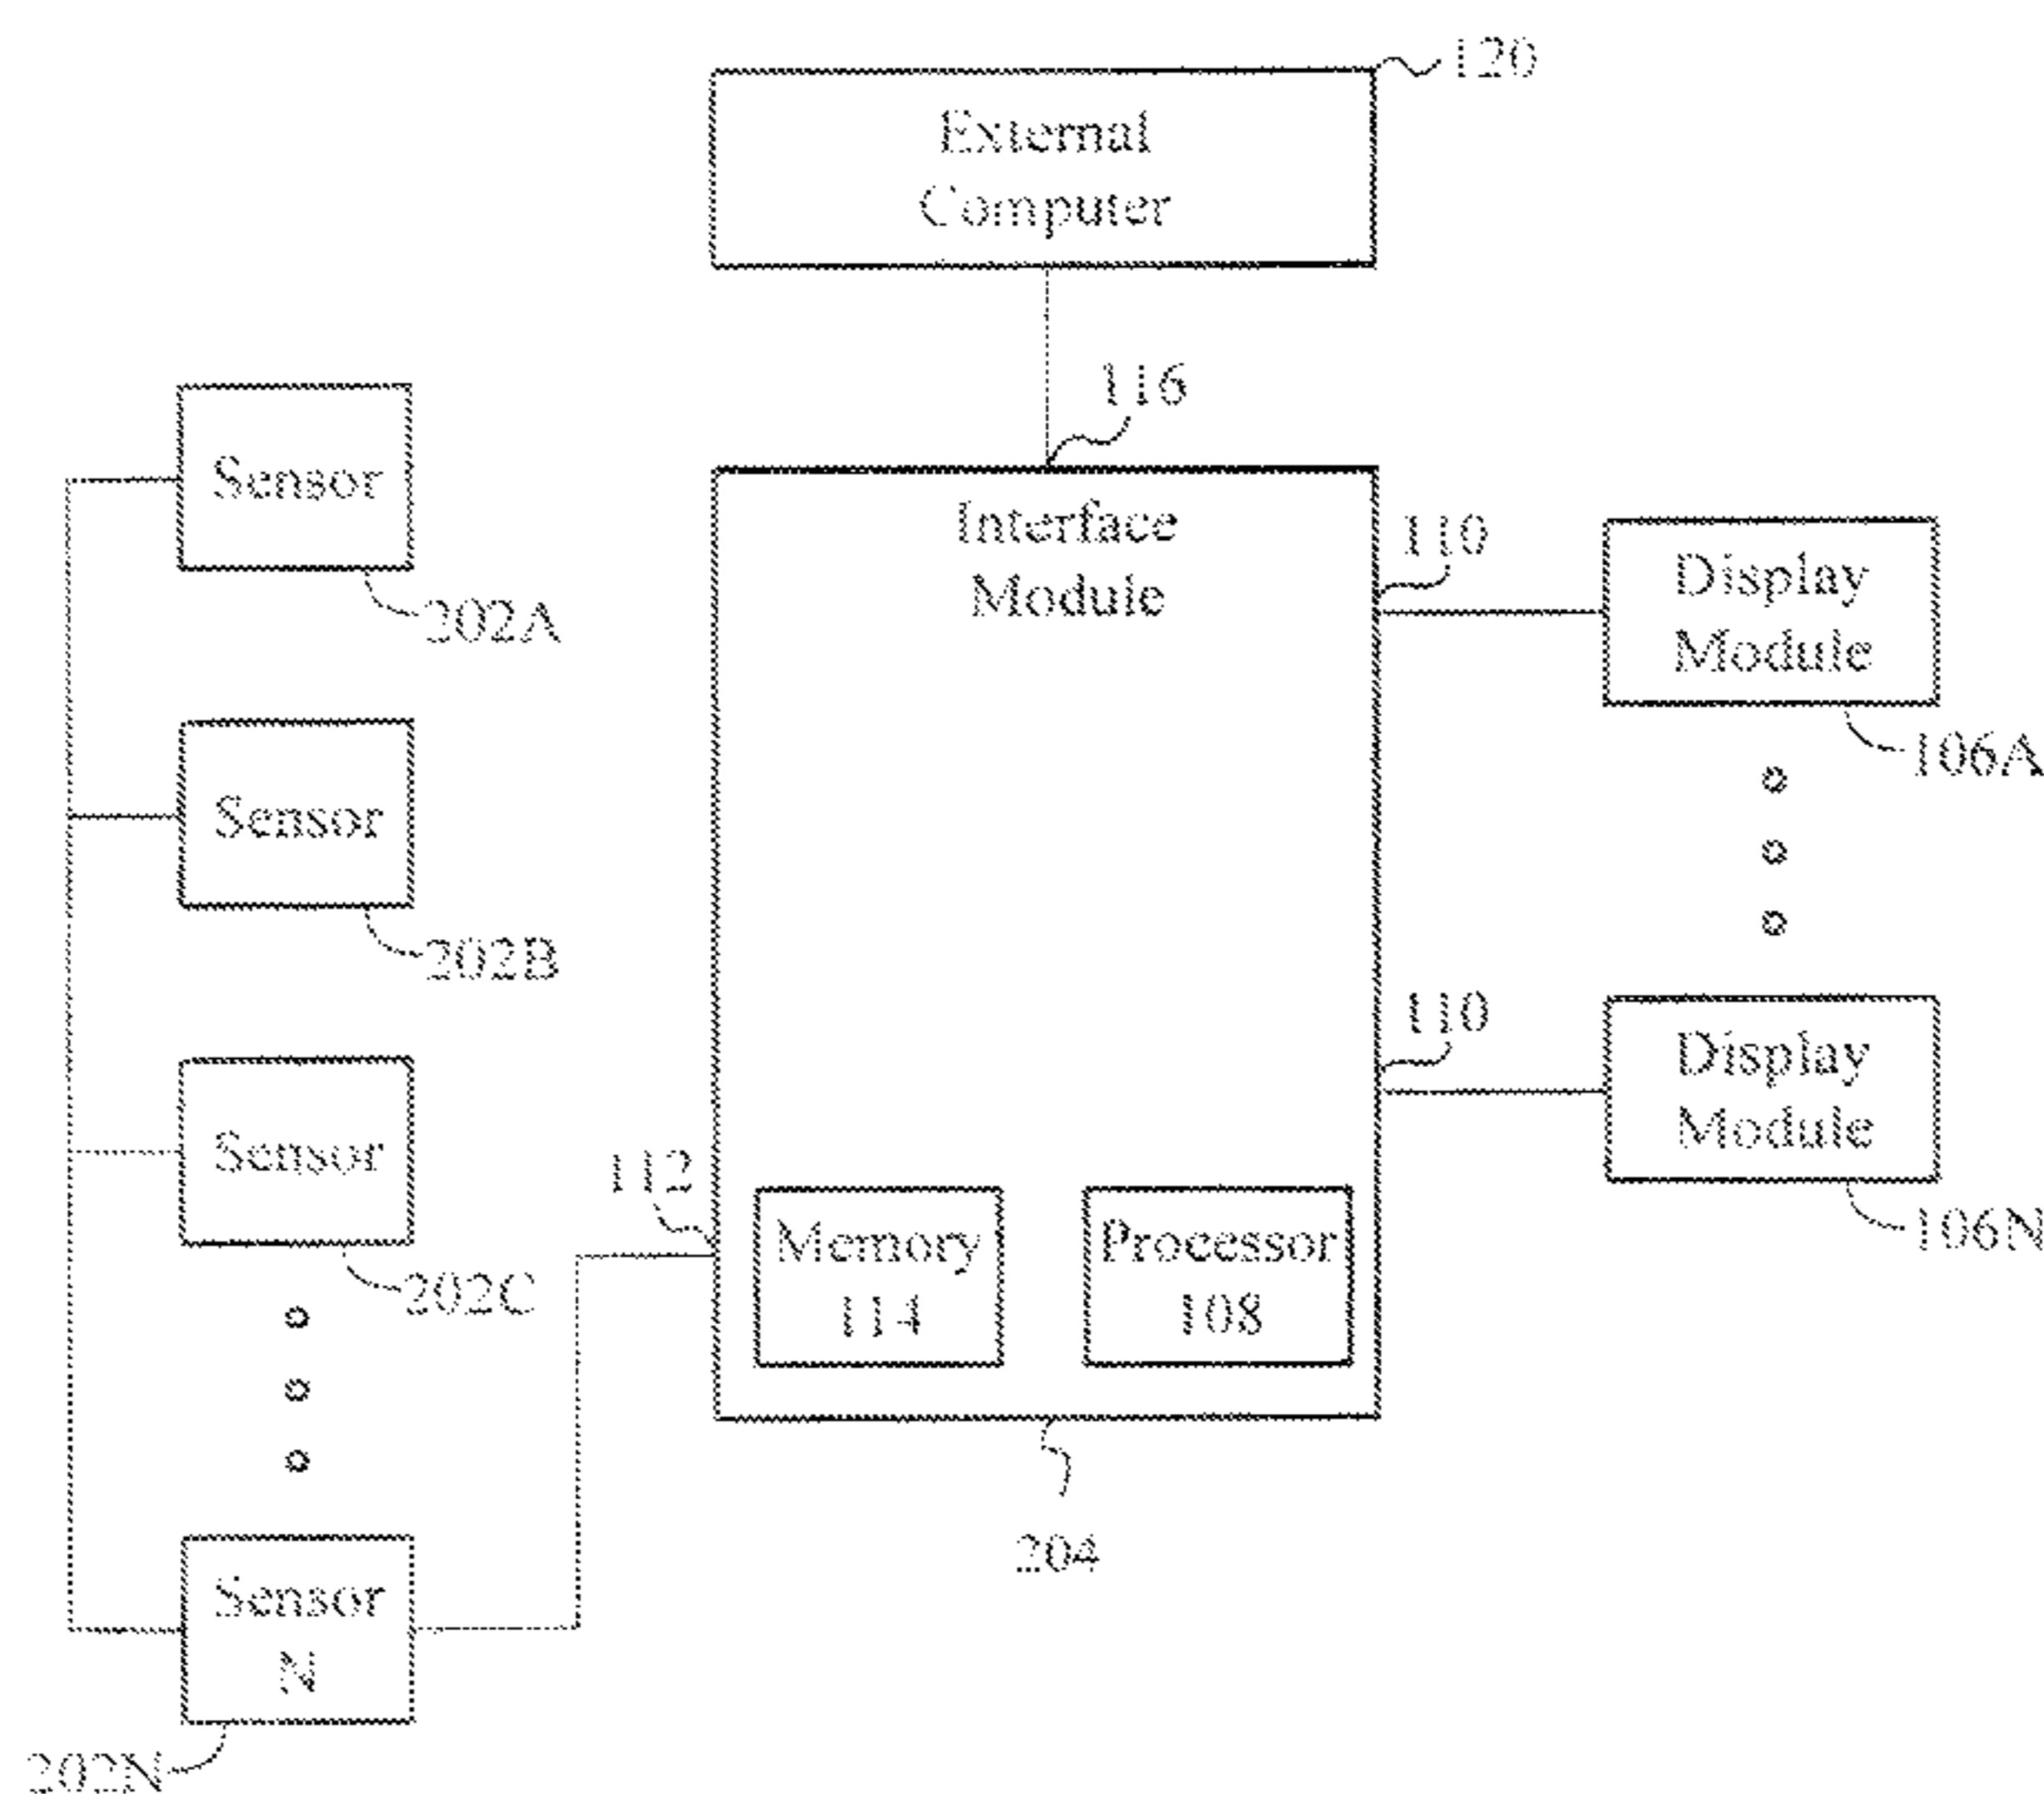 120
External
Computer
116
Sensor
202A
Interface
Module
110
Display
Module
106A
Sensor
202B
110
Display
Module
106N
Sensor
202C
112
Memory
114
Processor
108
204
Sensor
N
202N